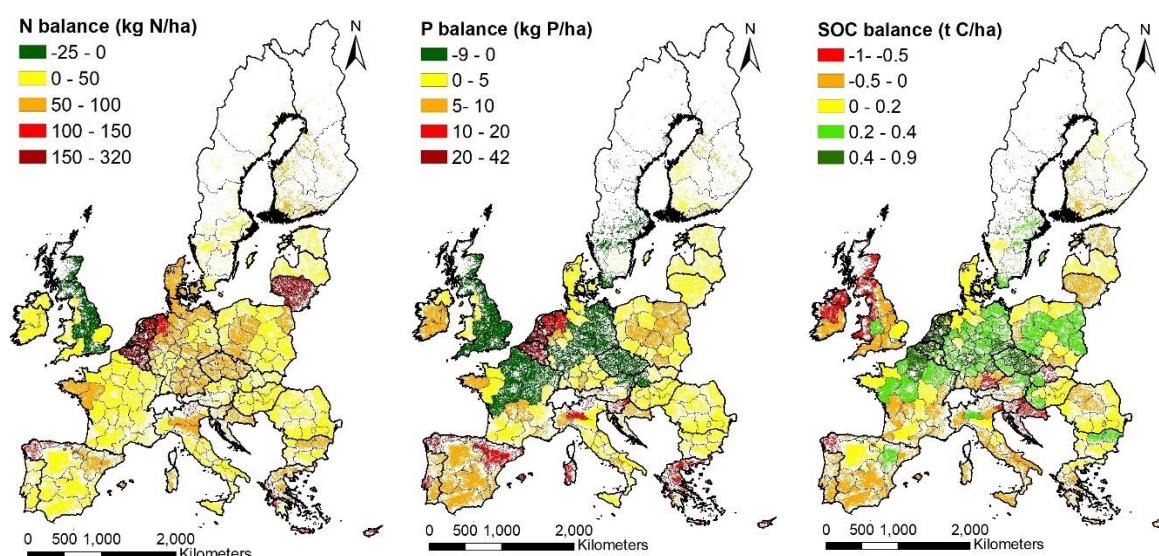 N balance (kg N/ha)
-25 - 0
0 - 50
50 - 100
100 - 150
150 - 320
N
0 500 1,000 2,000
Kilometers
P balance (kg P/ha)
-9 - 0
0 - 5
5- 10
10 - 20
20 - 42
N
0 500 1,000 2,000
Kilometers
SOC balance (t C/ha)
-1- -0.5
-0.5 - 0
0 - 0.2
0.2 - 0.4
0.4 - 0.9
N
0 500 1,000 2,000
Kilometers